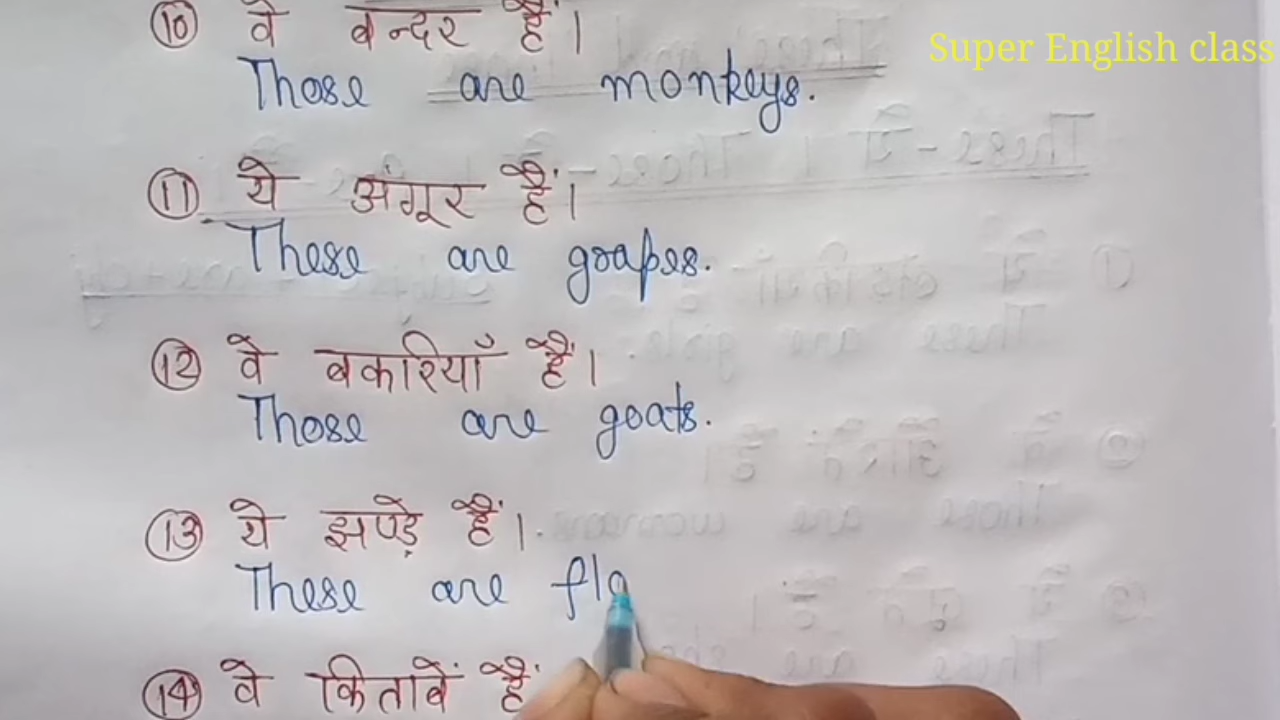 Super English class
⑩ वे बन्दर हैं।
Those are monkeys.
⑪ ये अंगूर हैं।
These are grapes.
⑫ वे बकरियाँ हैं।
Those are goats.
⑬ ये झण्ड़े हैं।
These are fla
⑭ वे किताबें हैं